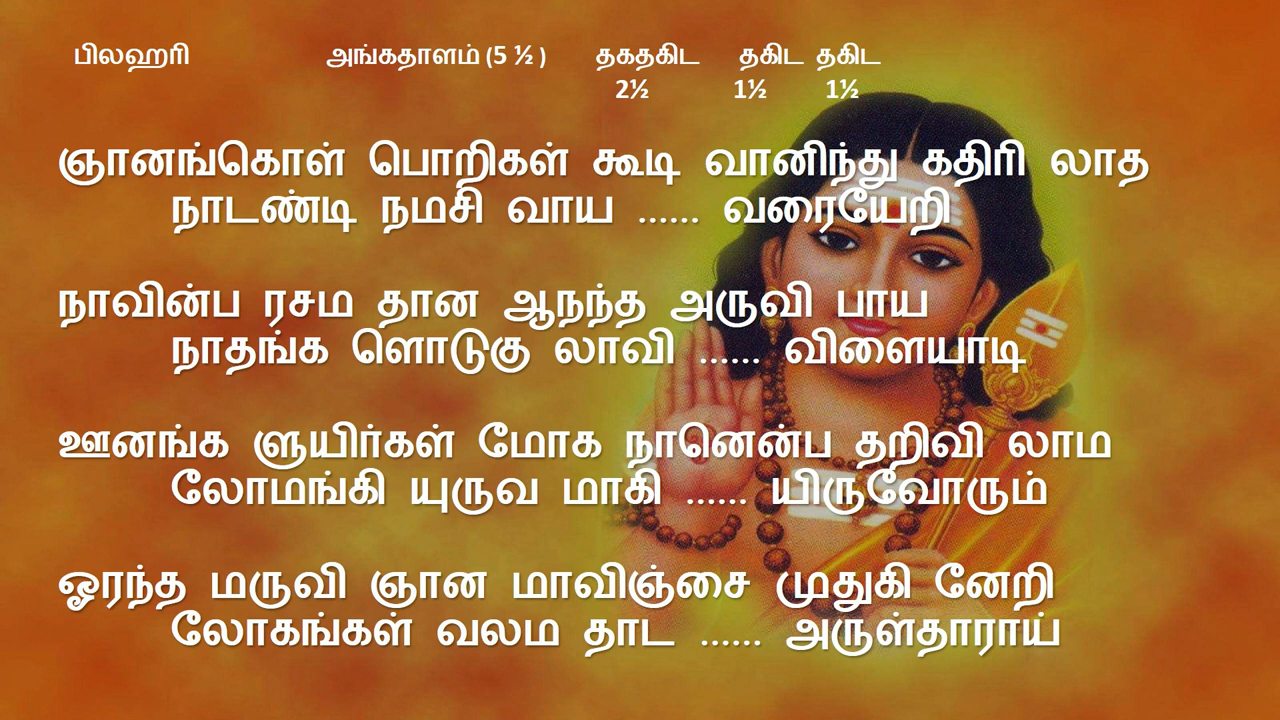 பிலஹரி அங்கதாளம் (5 ½ ) தகதகிட தகிட தகிட
2½ 1½ 1½
ஞானங்கொள் பொறிகள் கூடி வானிந்து கதிரி லாத
நாடண்டி நமசி வாய ...... வரையேறி
நாவின்ப ரசம தான ஆநந்த அருவி பாய
நாதங்க ளொடுகு லாவி ...... விளையாடி
ஊனங்க ளுயிர்கள் மோக நானென்ப தறிவி லாம
லோமங்கி யுருவ மாகி ...... யிருவோரும்
ஓரந்த மருவி ஞான மாவிஞ்சை முதுகி னேறி
லோகங்கள் வலம தாட ...... அருள்தாராய்